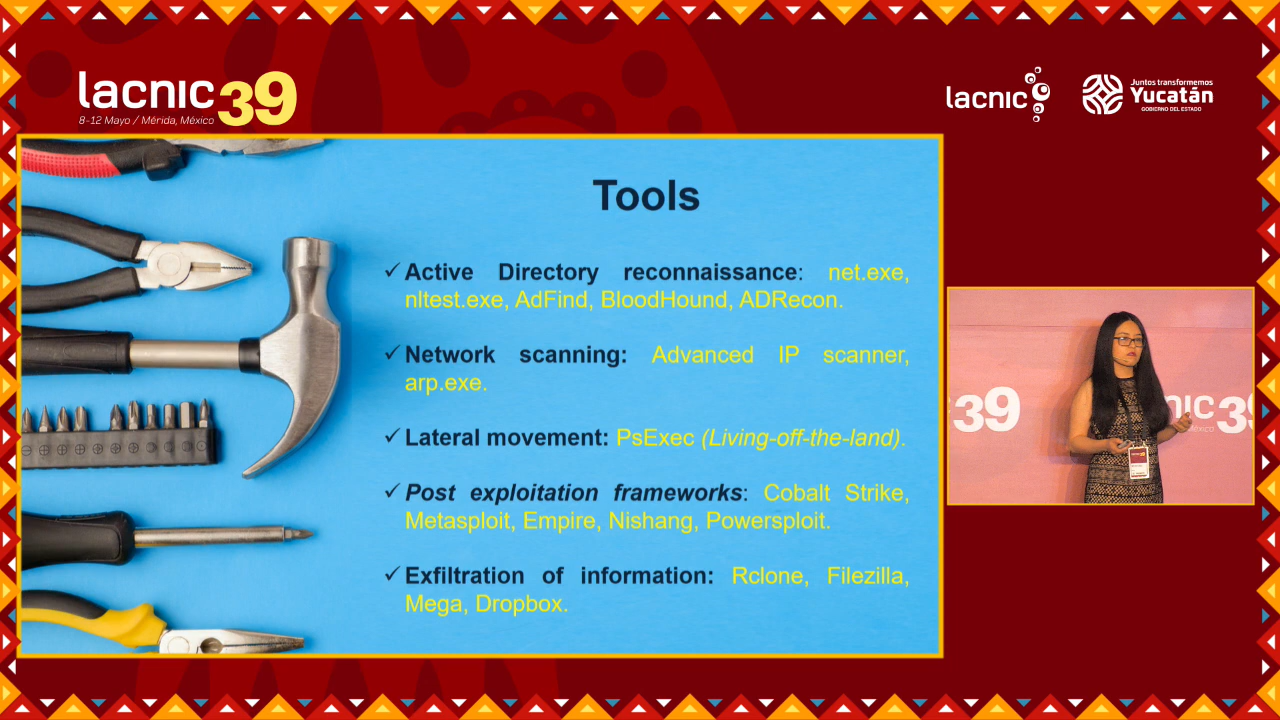 lacnic 39
8-12 Mayo / Mérida, México
lacnic
Juntos transformemos
Yucatán
GOBIERNO DEL ESTADO
Tools
✓ Active Directory reconnaissance: net.exe,
nltest.exe, AdFind, BloodHound, ADRecon.
✓ Network scanning: Advanced IP scanner,
arp.exe.
✓ Lateral movement: PsExec (Living-off-the-land).
✓ Post exploitation frameworks: Cobalt Strike,
Metasploit, Empire, Nishang, Powersploit.
✓ Exfiltration of information: Rclone, Filezilla,
Mega, Dropbox.
39